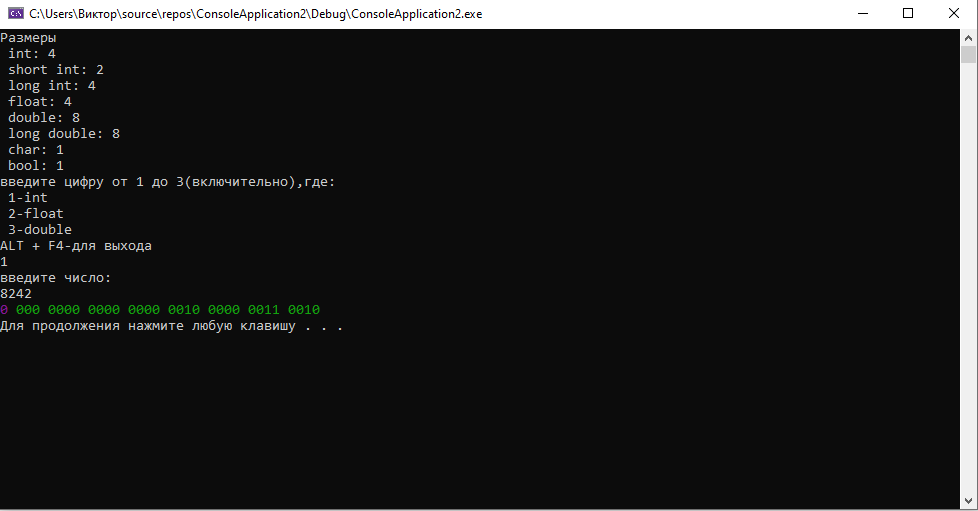 C:\Users\Виктор\source\repos\ConsoleApplication2\Debug\ConsoleApplication2.exe
Размеры
int: 4
short int: 2
long int: 4
float: 4
double: 8
long double: 8
char: 1
bool: 1
введите цифру от 1 до 3(включительно),где:
1-int
2-float
3-double
ALT + F4-для выхода
1
введите число:
8242
0 000 0000 0000 0000 0010 0000 0011 0010
Для продолжения нажмите любую клавишу . . .